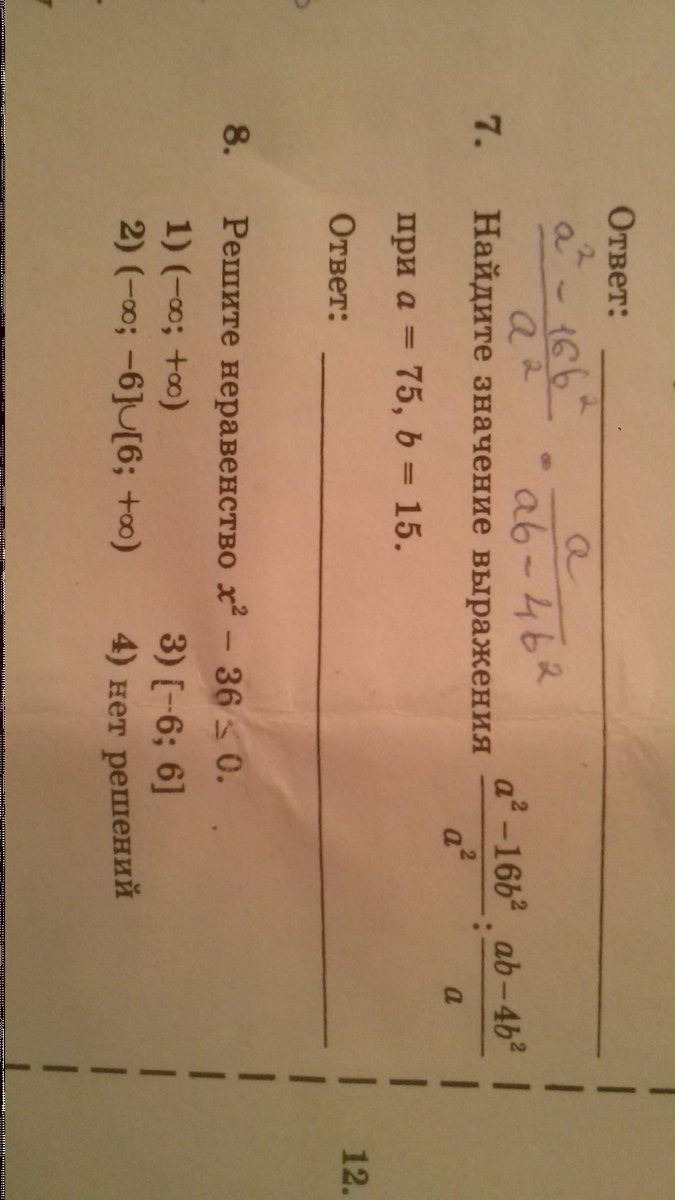 Ответ:
a² - 16b² / a² · a / ab - 4b²
7. Найдите значение выражения a² - 16b² / a² : ab - 4b² / a
при a = 75, b = 15.
Ответ:
8. Решите неравенство x² - 36 ≤ 0.
1) (-∞; +∞) 3) [-6; 6]
2) (-∞; -6]∪[6; +∞) 4) нет решений
12.